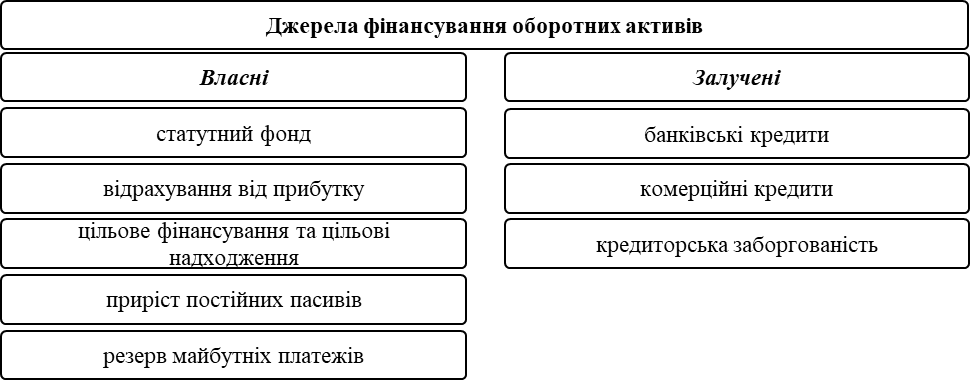 Джерела фінансування оборотних активів
Власні
Залучені
статутний фонд
банківські кредити
відрахування від прибутку
комерційні кредити
цільове фінансування та цільові
надходження
кредиторська заборгованість
приріст постійних пасивів
резерв майбутніх платежів